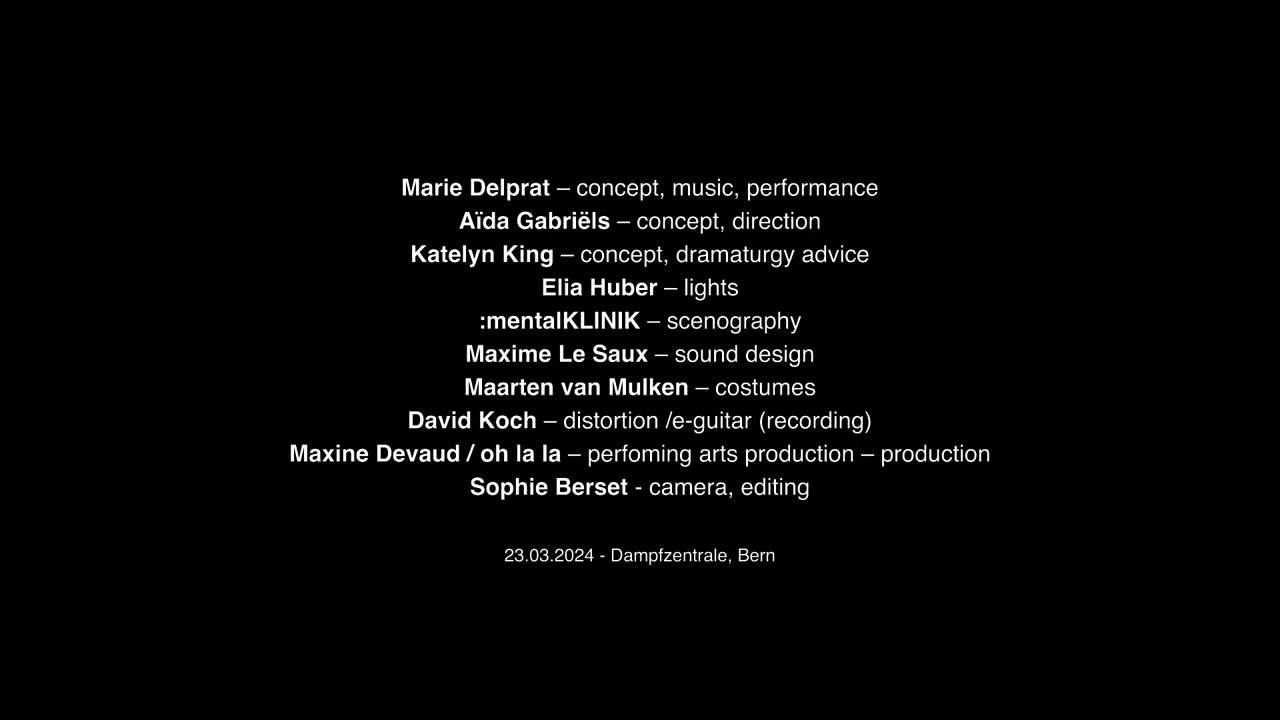 Marie Delprat – concept, music, performance
Aïda Gabriëls – concept, direction
Katelyn King – concept, dramaturgy advice
Elia Huber – lights
:mentalKLINIK – scenography
Maxime Le Saux – sound design
Maarten van Mulken – costumes
David Koch – distortion /e-guitar (recording)
Maxine Devaud / oh la la – perfoming arts production – production
Sophie Berset - camera, editing
23.03.2024 - Dampfzentrale, Bern